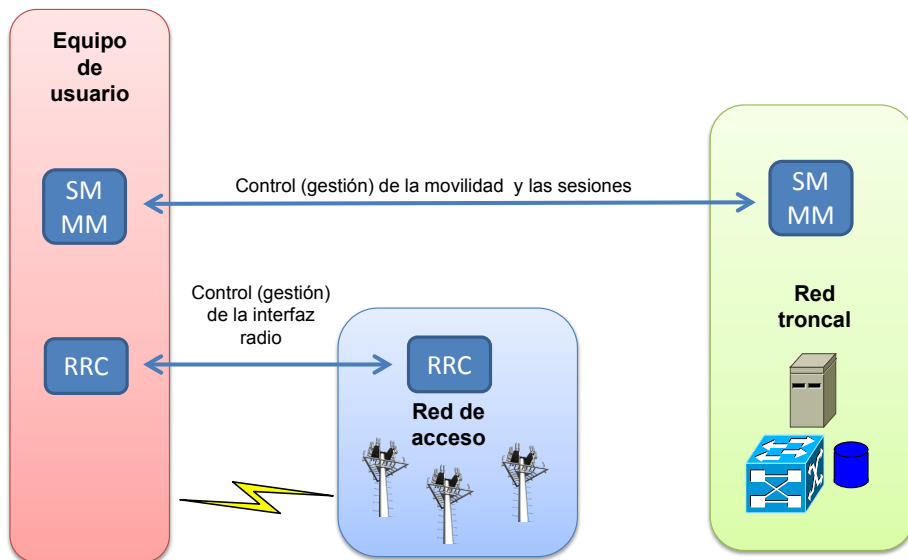 Equipo
de
usuario
SM
MM
Control (gestión) de la movilidad y las sesiones
SM
MM
Control (gestión)
de la interfaz
radio
Red
troncal
RRC
RRC
Red de
acceso